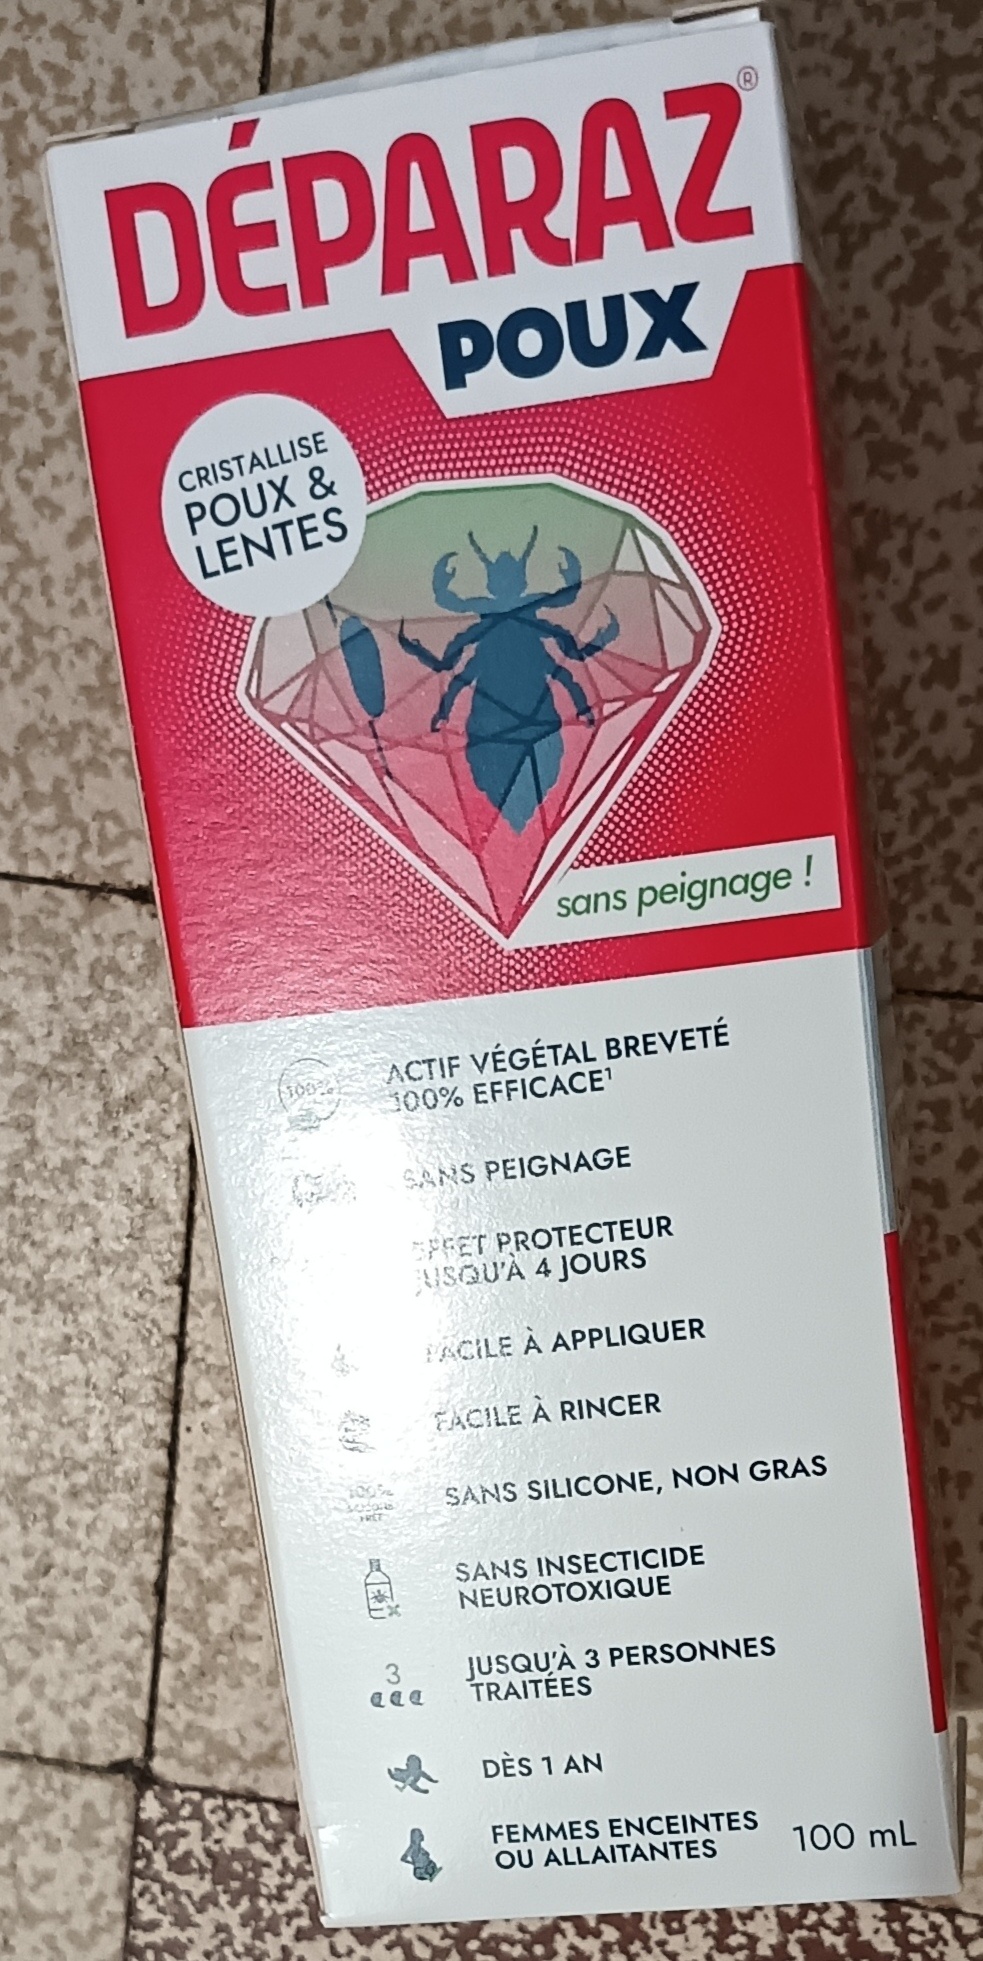 DÉPARAZ®
POUX
CRISTALLISE
POUX &
LENTES
sans peignage !
100%
ACTIF VÉGÉTAL BREVETÉ
100% EFFICACE¹
SANS PEIGNAGE
EFFET PROTECTEUR
JUSQU'À 4 JOURS
FACILE À APPLIQUER
FACILE À RINCER
100%
SANS SILICONE, NON GRAS
SANS INSECTICIDE
NEUROTOXIQUE
3
JUSQU'À 3 PERSONNES
TRAITÉES
DÈS 1 AN
FEMMES ENCEINTES
OU ALLAITANTES
100 mL